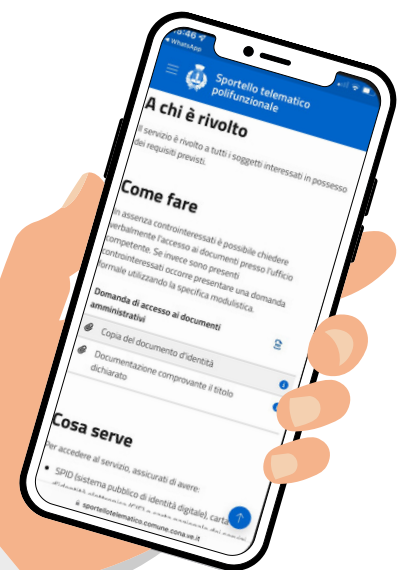 15:46
WhatsApp
Sportello telematico
polifunzionale
A chi è rivolto
Il servizio è rivolto a tutti i soggetti interessati in possesso
dei requisiti previsti.
Come fare
In assenza controinteressati è possibile chiedere
verbalmente l'accesso ai documenti presso l'ufficio
competente. Se invece sono presenti
controinteressati occorre presentare una domanda
formale utilizzando la specifica modulistica.
Domanda di accesso ai documenti
amministrativi
Copia del documento d'identità
Documentazione comprovante il titolo
dichiarato
Cosa serve
Per accedere al servizio, assicurati di avere:
• SPID (sistema pubblico di identità digitale), carta
sportellotelematico.comune.cona.ve.it